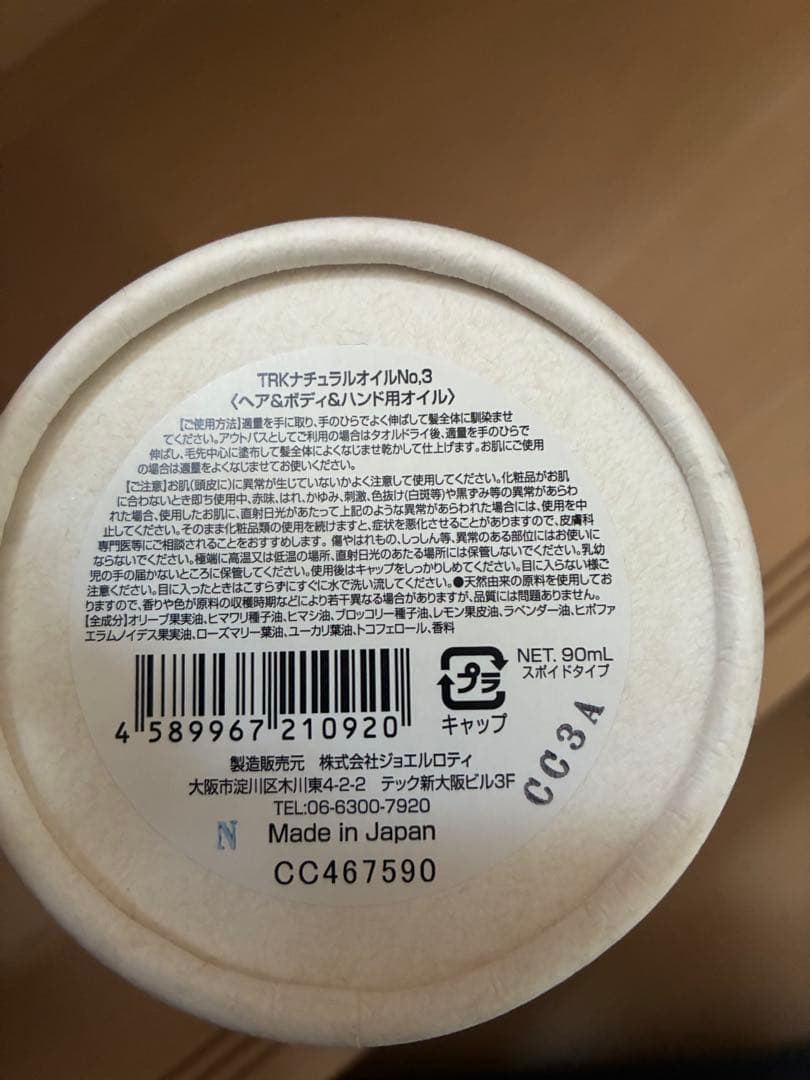 TRKナチュラルオイルNo,3
〈ヘア&ボディ&ハンド用オイル〉
【ご使用方法】適量を手に取り、手のひらでよく伸ばして髪全体に馴染ませ
てください。アウトバスとしてご利用の場合はタオルドライ後、適量を手のひらで
伸ばし、毛先中心に塗布して髪全体によくなじませ乾かして仕上げます。お肌にご使用
の場合は適量をよくなじませてお使いください。
【ご注意】お肌(頭皮)に異常が生じていないかよく注意して使用してください。化粧品がお肌
に合わないとき即ち使用中、赤味、はれ、かゆみ、刺激、色抜け(白斑等)や黒ずみ等の異常があらわ
れた場合、使用したお肌に、直射日光があたって上記のような異常があらわれた場合には、使用を中
止してください。そのまま化粧品類の使用を続けますと、症状を悪化させることがありますので、皮膚科
専門医等にご相談されることをおすすめします。傷やはれもの、しっしん等、異常のある部位にはお使いに
ならないでください。極端に高温又は低温の場所、直射日光のあたる場所には保管しないでください。乳幼
児の手の届かないところに保管してください。使用後はキャップをしっかりしめてください。目に入らない様ご
注意ください。目に入ったときはこすらずにすぐに水で洗い流してください。●天然由来の原料を使用してお
りますので、香りや色が原料の収穫時期などにより若干異なる場合がありますが、品質には問題ありません。
【全成分】オリーブ果実油、ヒマワリ種子油、ヒマシ油、ブロッコリー種子油、レモン果皮油、ラベンダー油、ヒポファ
エラムノイデス果実油、ローズマリー葉油、ユーカリ葉油、トコフェロール、香料
4 589967 210920
プラ
キャップ
NET. 90mL
スポイドタイプ
CC3A
製造販売元 株式会社ジョエルロティ
大阪市淀川区木川東4-2-2 テック新大阪ビル3F
TEL:06-6300-7920
N Made in Japan
CC467590